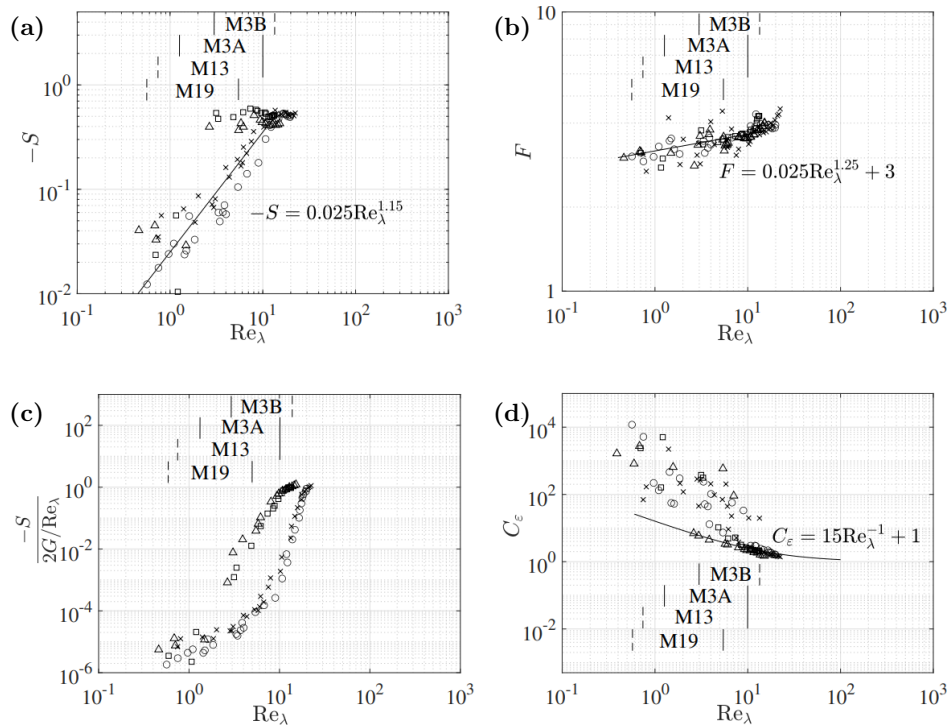 (a)
M3B
M3A
M13
M19
10^0
10^{-1}
10^{-2}
−S
−S = 0.025Re_λ^{1.15}
10^{-1} 10^0 10^1 10^2 10^3
Re_λ
(b)
10
1
M3B
M3A
M13
M19
F
F = 0.025Re_λ^{1.25} + 3
10^{-1} 10^0 10^1 10^2 10^3
Re_λ
(c)
M3B
M3A
M13
M19
10^2
10^0
10^{-2}
10^{-4}
10^{-6}
−S
2G/Re_λ
10^{-1} 10^0 10^1 10^2 10^3
Re_λ
(d)
10^4
10^2
10^0
10^{-2}
C_ε
C_ε = 15Re_λ^{-1} + 1
M3B
M3A
M13
M19
10^{-1} 10^0 10^1 10^2 10^3
Re_λ